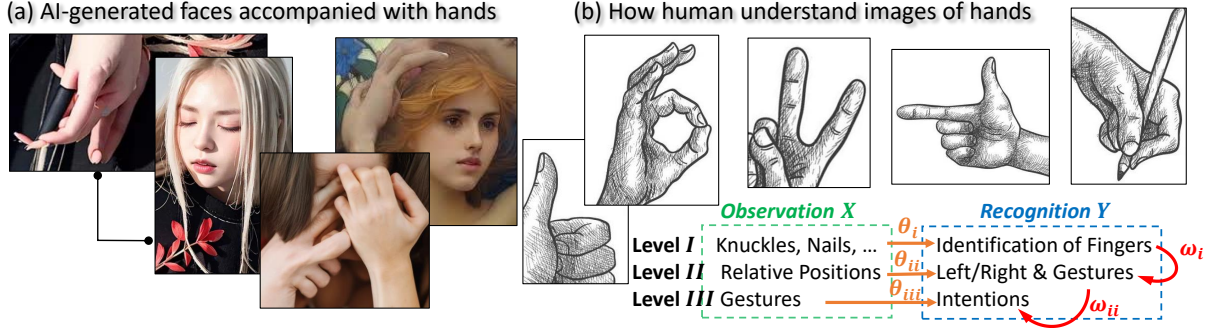 (a) AI-generated faces accompanied with hands
(b) How human understand images of hands
Observation X
Recognition Y
Level I Knuckles, Nails, ... θi Identification of Fingers
ωi
Level II Relative Positions θii Left/Right & Gestures
Level III Gestures θiii Intentions
ωii